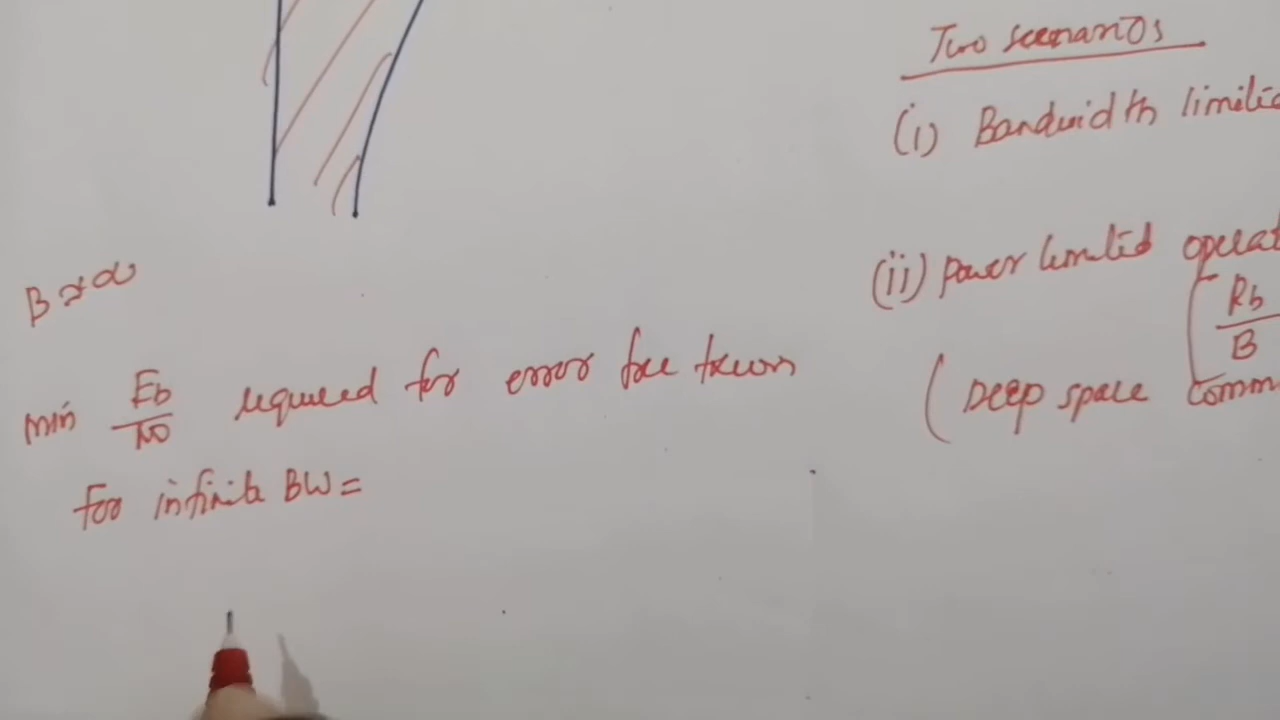 Two scenarios
(i) Bandwidth limited
(ii) Power limited operat
Rb
B
( Deep space comm
B ≈ ∞
min Eb/N0 required for error free trans
for infinite BW =